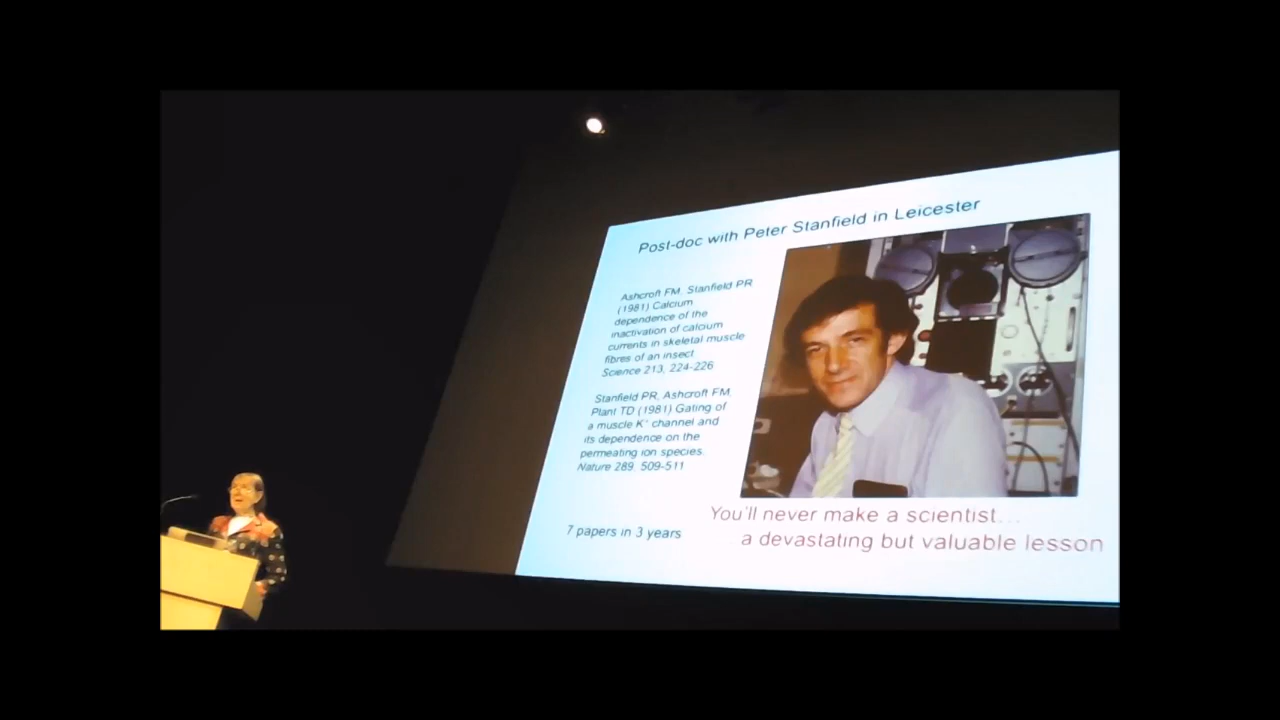 Post-doc with Peter Stanfield in Leicester
Ashcroft FM, Stanfield PR
(1981) Calcium
dependence of the
inactivation of calcium
currents in skeletal muscle
fibres of an insect
Science 213, 224-226
Stanfield PR, Ashcroft FM,
Plant TD (1981) Gating of
a muscle K⁺ channel and
its dependence on the
permeating ion species.
Nature 289, 509-511
7 papers in 3 years
You'll never make a scientist...
a devastating but valuable lesson